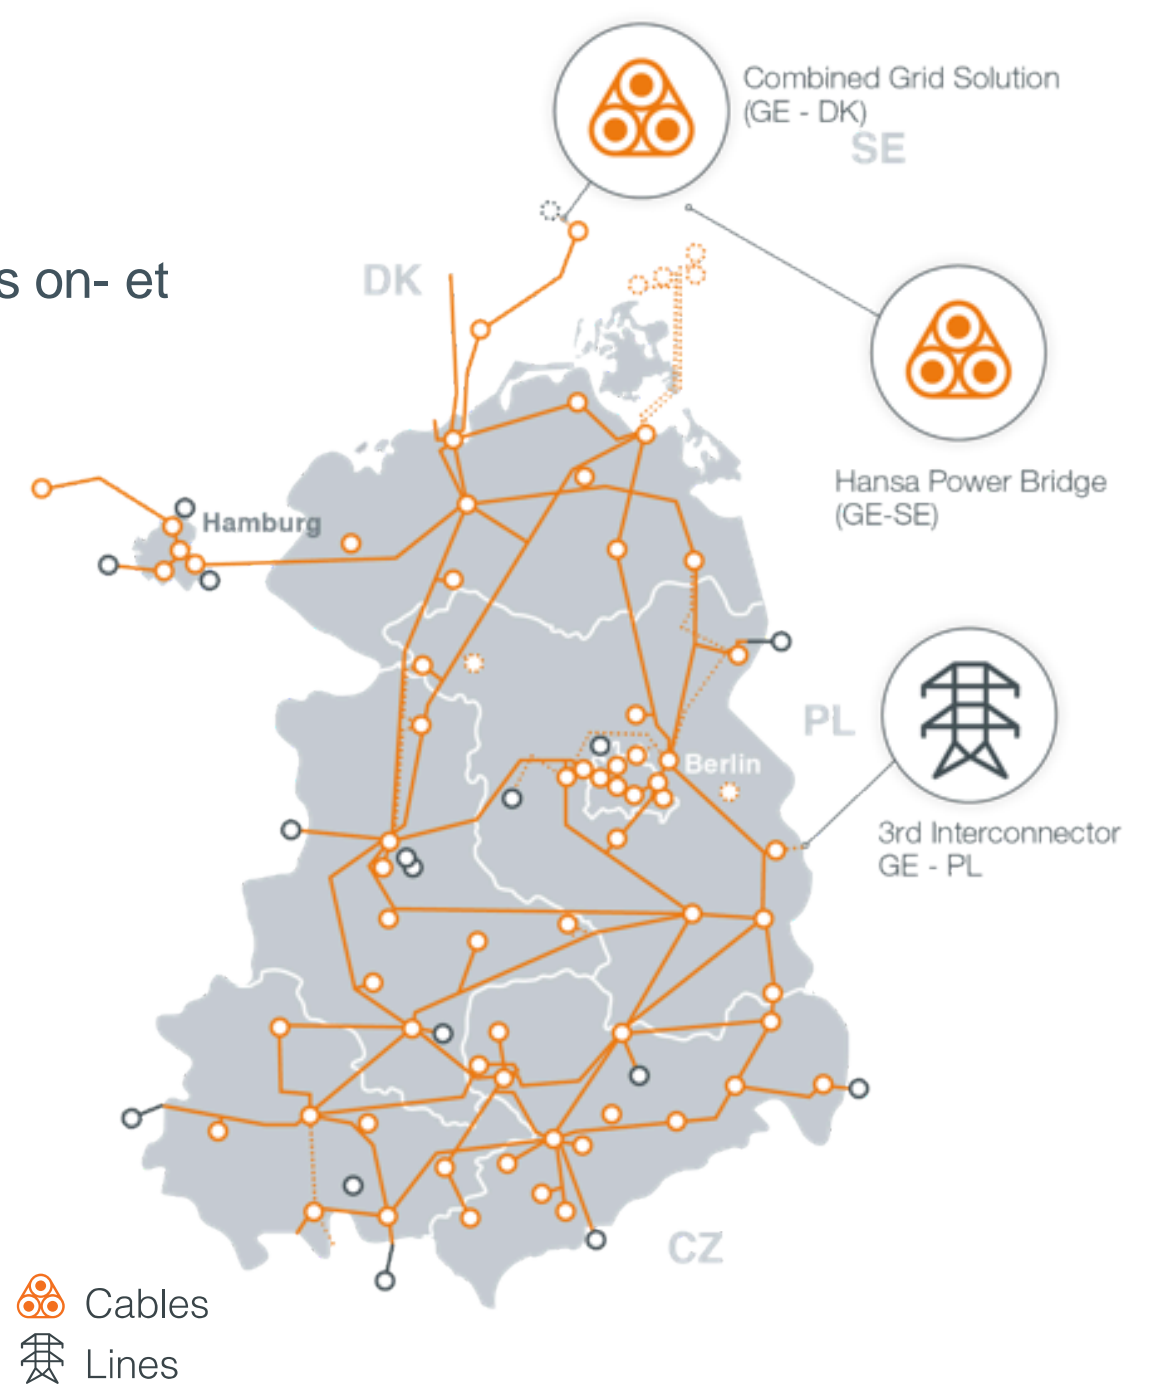 Combined Grid Solution
(GE - DK)
SE
s on- et
DK
Hansa Power Bridge
(GE-SE)
Hamburg
PL
Berlin
3rd Interconnector
GE - PL
CZ
Cables
Lines